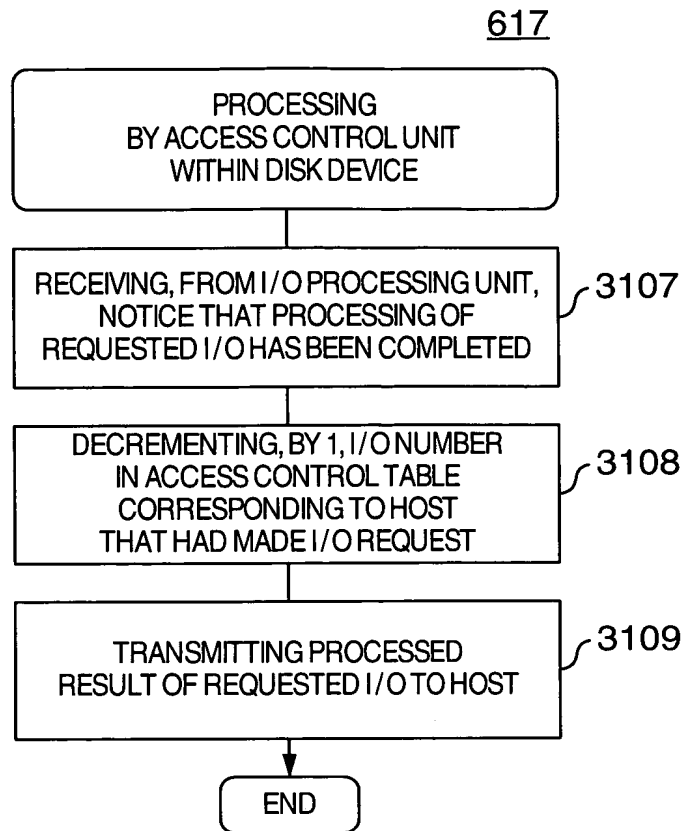 617
PROCESSING
BY ACCESS CONTROL UNIT
WITHIN DISK DEVICE
RECEIVING, FROM I/O PROCESSING UNIT,
NOTICE THAT PROCESSING OF
REQUESTED I/O HAS BEEN COMPLETED
3107
DECREMENTING, BY 1, I/O NUMBER
IN ACCESS CONTROL TABLE
CORRESPONDING TO HOST
THAT HAD MADE I/O REQUEST
3108
TRANSMITTING PROCESSED
RESULT OF REQUESTED I/O TO HOST
3109
END